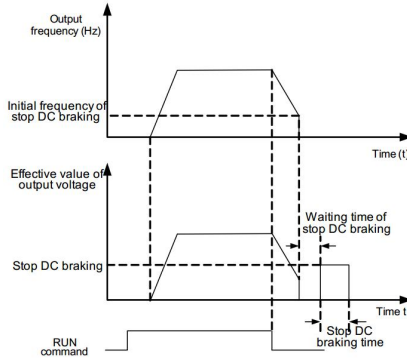 Output
frequency (Hz)
Initial frequency of
stop DC braking
Time (t)
Effective value of
output voltage
Waiting time of
stop DC braking
Stop DC braking
Time t
Stop DC
braking time
RUN
command